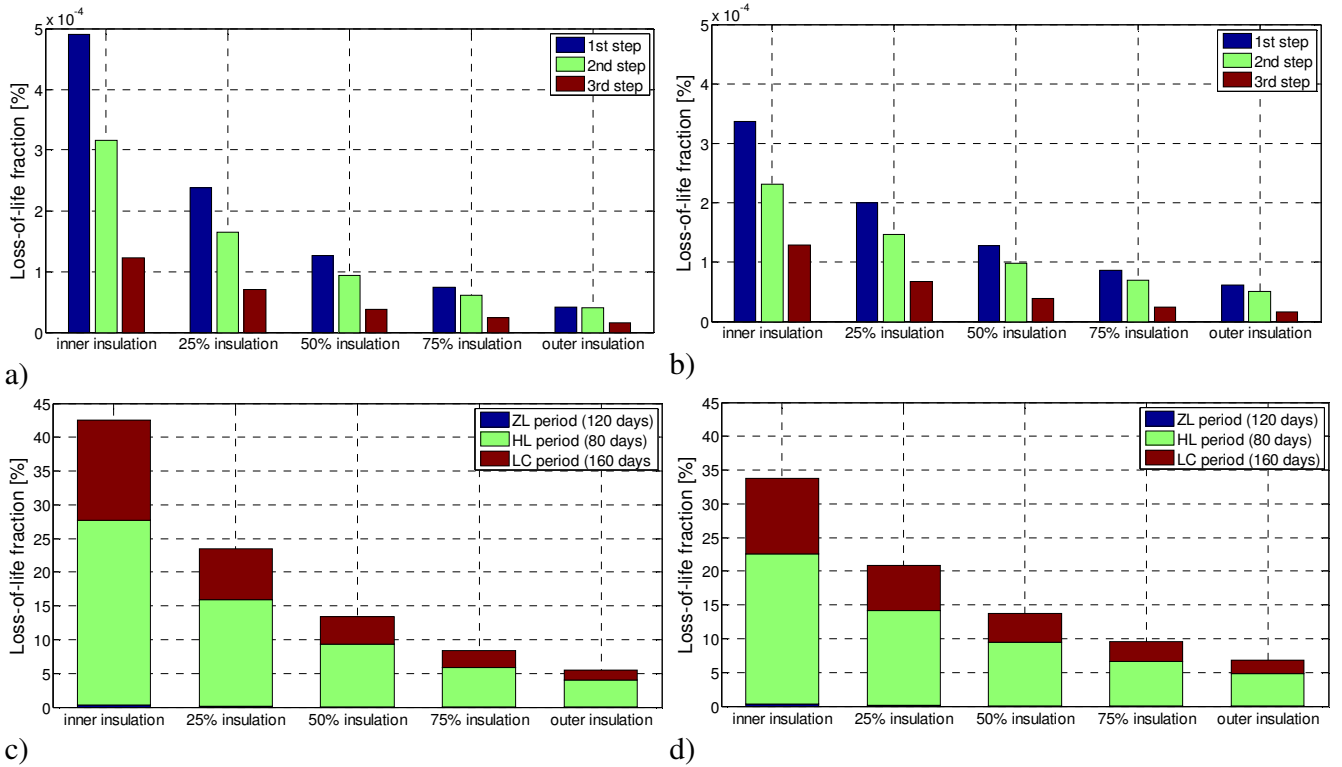 x 10⁻⁴
5
4
3
2
1
0
Loss-of-life fraction [%]
1st step
2nd step
3rd step
inner insulation 25% insulation 50% insulation 75% insulation outer insulation
a)
x 10⁻⁴
5
4
3
2
1
0
Loss-of-life fraction [%]
1st step
2nd step
3rd step
inner insulation 25% insulation 50% insulation 75% insulation outer insulation
b)
45
40
35
30
25
20
15
10
5
0
Loss-of-life fraction [%]
ZL period (120 days)
HL period (80 days)
LC period (160 days
inner insulation 25% insulation 50% insulation 75% insulation outer insulation
c)
45
40
35
30
25
20
15
10
5
0
Loss-of-life fraction [%]
ZL period (120 days)
HL period (80 days)
LC period (160 days)
inner insulation 25% insulation 50% insulation 75% insulation outer insulation
d)